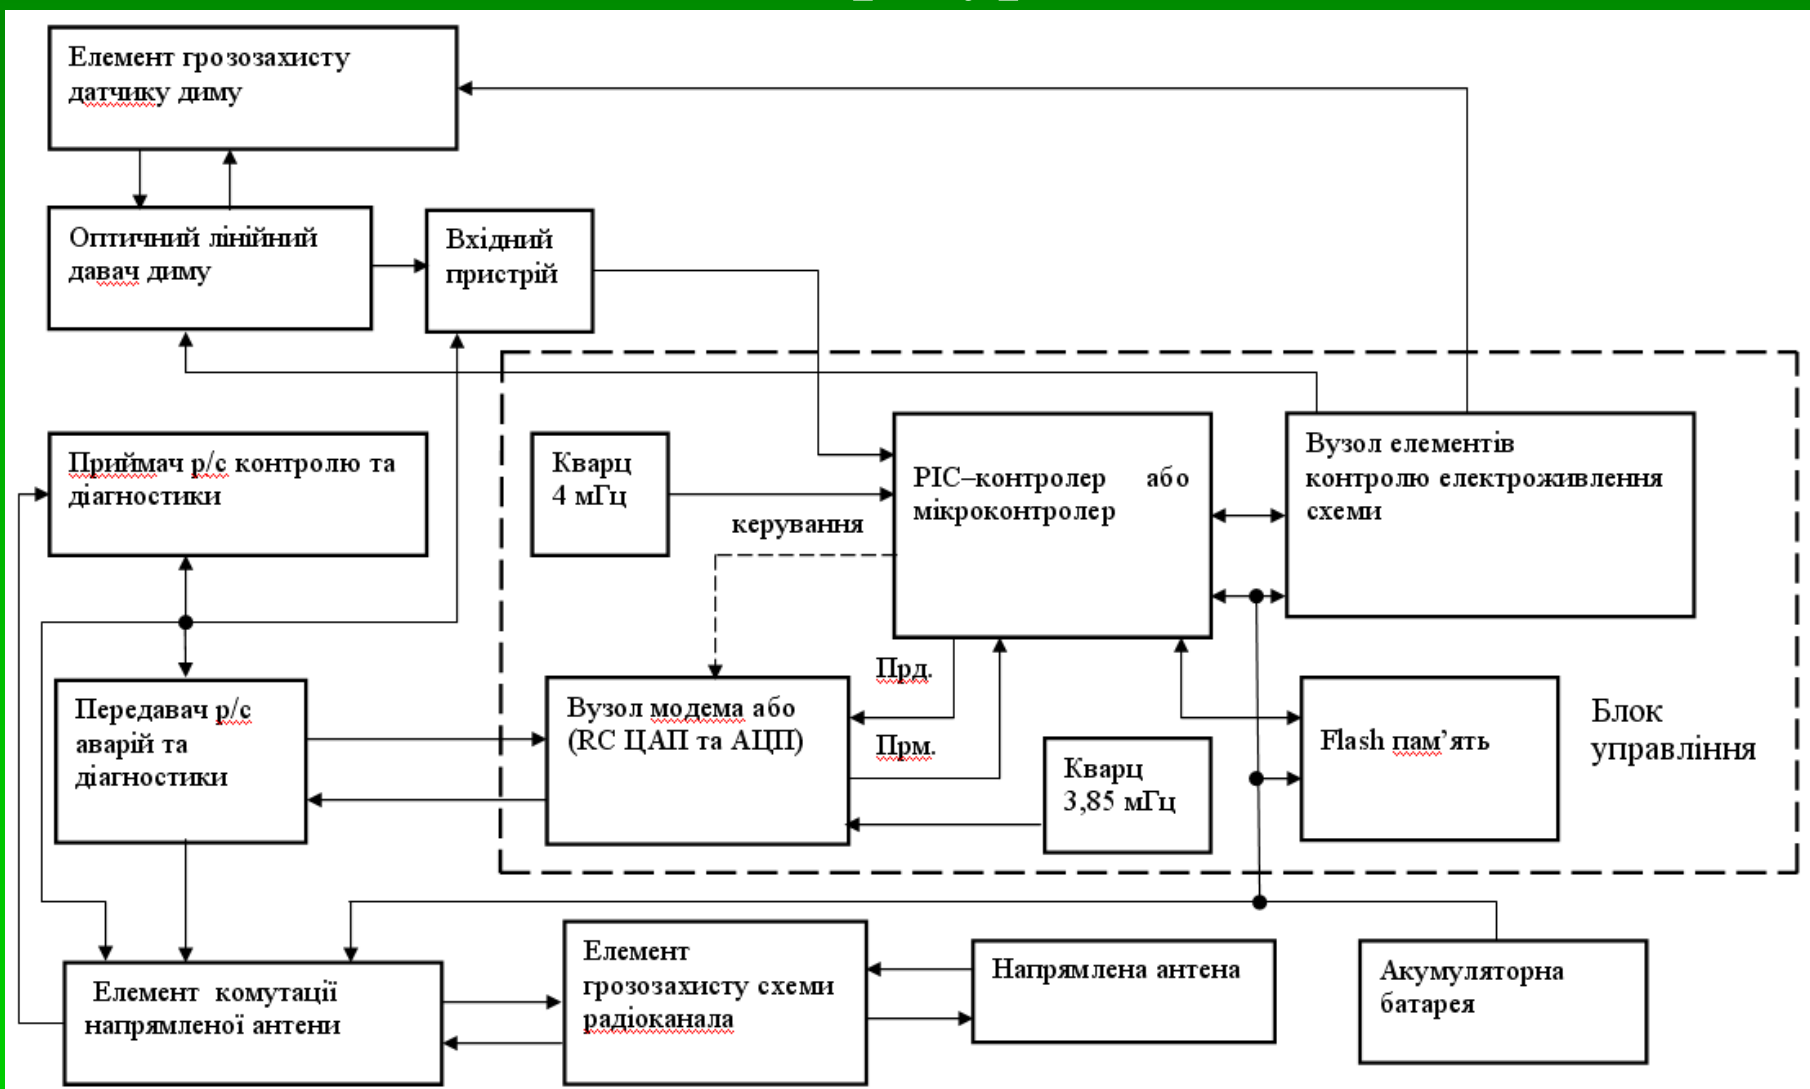 Елемент грозозахисту
датчику диму
Оптичний лінійний
давач диму
Вхідний
пристрій
Приймач р/с контролю та
діагностики
Кварц
4 мГц
керування
PIC–контролер або
мікроконтролер
Вузол елементів
контролю електроживлення
схеми
Передавач р/с
аварій та
діагностики
Вузол модема або
(RC ЦАП та АЦП)
Прд.
Прм.
Кварц
3,85 мГц
Flash пам’ять
Блок
управління
Елемент комутації
напрямленої антени
Елемент
грозозахисту схеми
радіоканала
Напрямлена антена
Акумуляторна
батарея